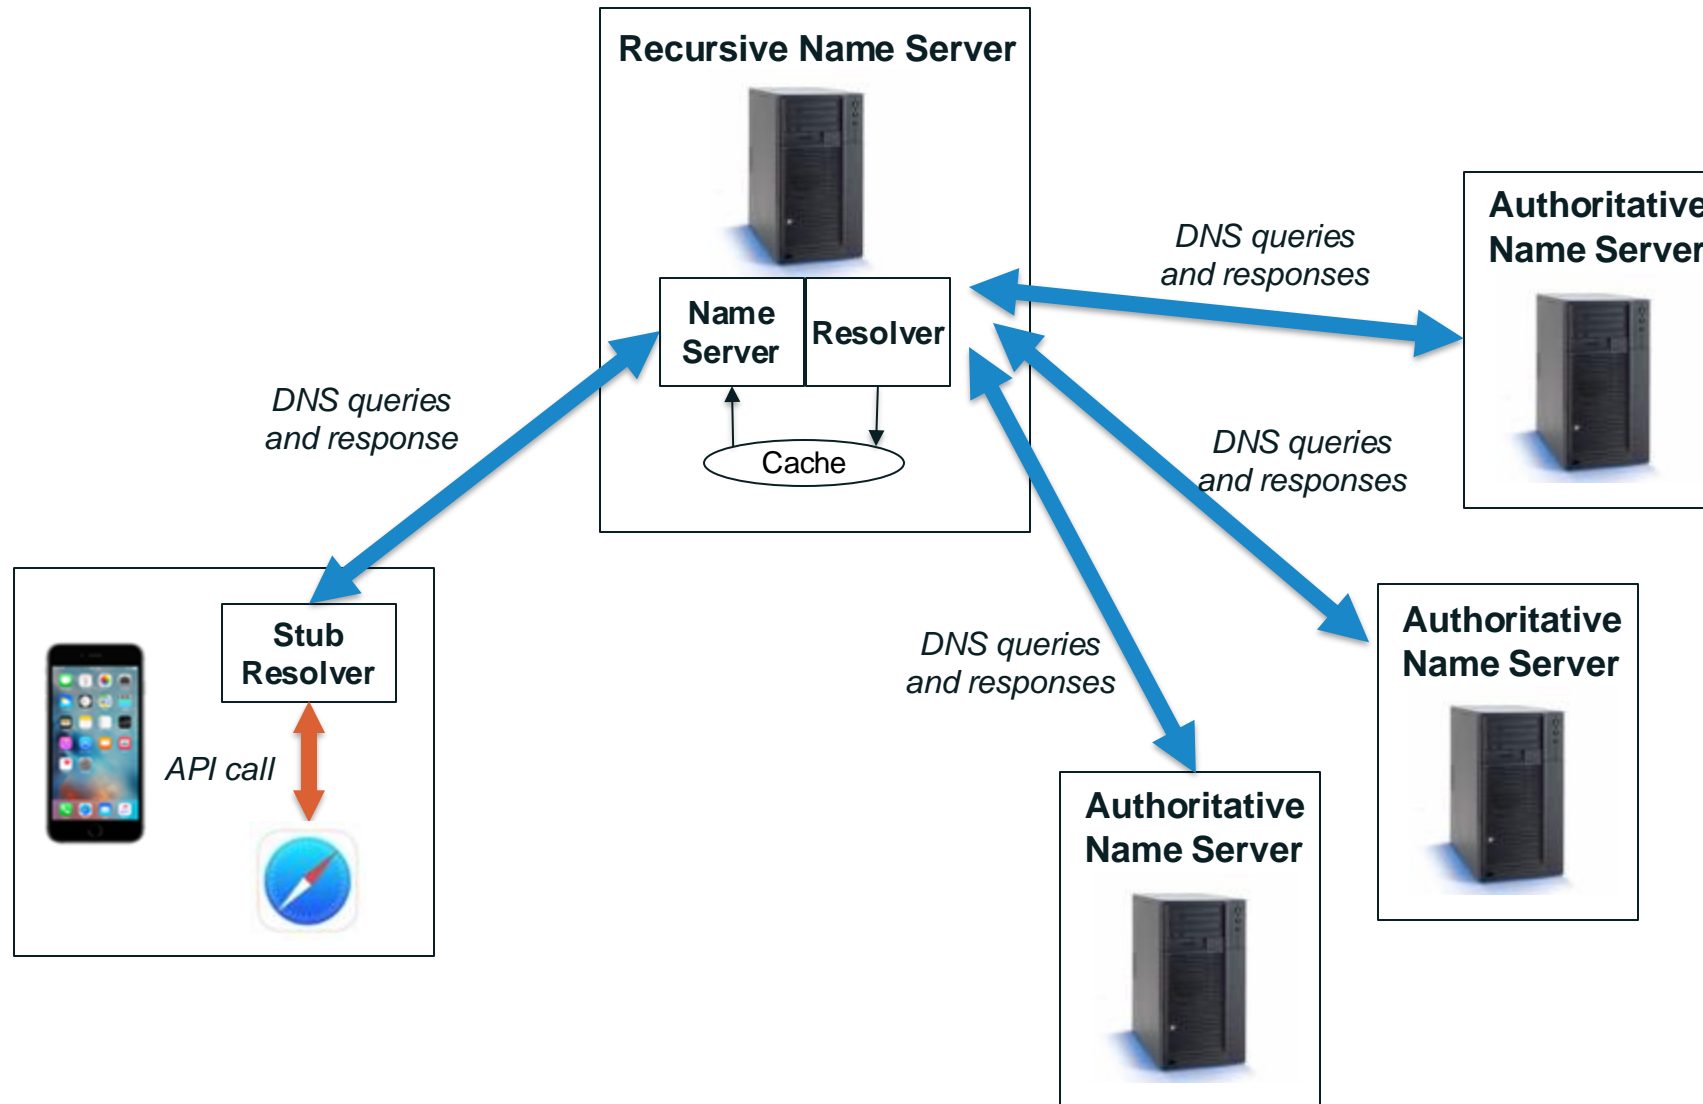 Recursive Name Server
Name
Server
Resolver
Cache
DNS queries
and response
Stub
Resolver
API call
DNS queries
and responses
Authoritative
Name Server
DNS queries
and responses
Authoritative
Name Server
DNS queries
and responses
Authoritative
Name Server